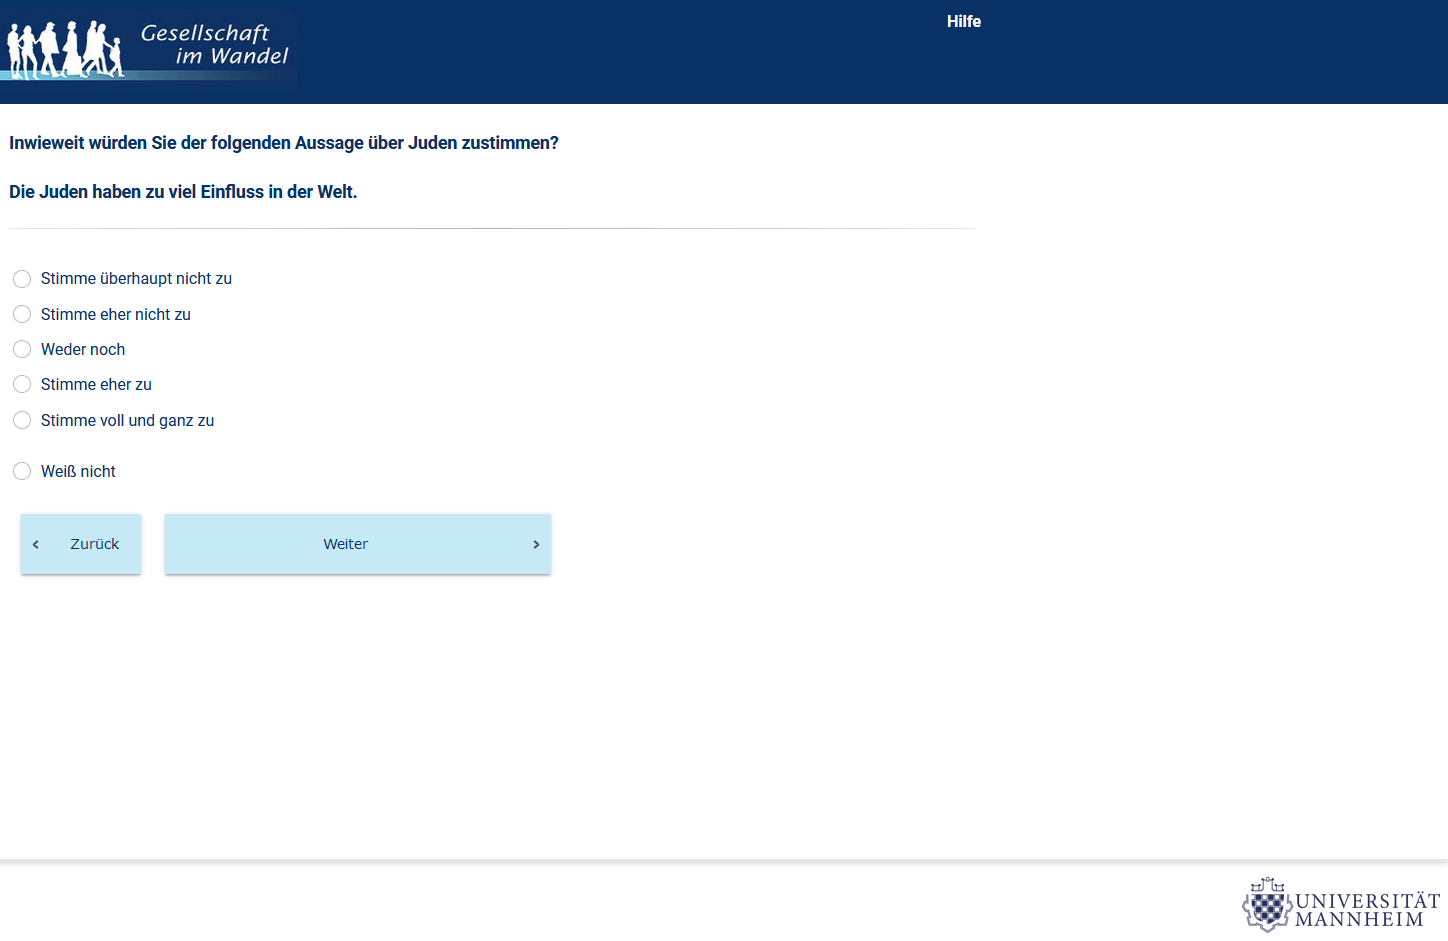 Gesellschaft
im Wandel
Hilfe
Inwieweit würden Sie der folgenden Aussage über Juden zustimmen?
Die Juden haben zu viel Einfluss in der Welt.
Stimme überhaupt nicht zu
Stimme eher nicht zu
Weder noch
Stimme eher zu
Stimme voll und ganz zu
Weiß nicht
Zurück
Weiter
UNIVERSITÄT
MANNHEIM